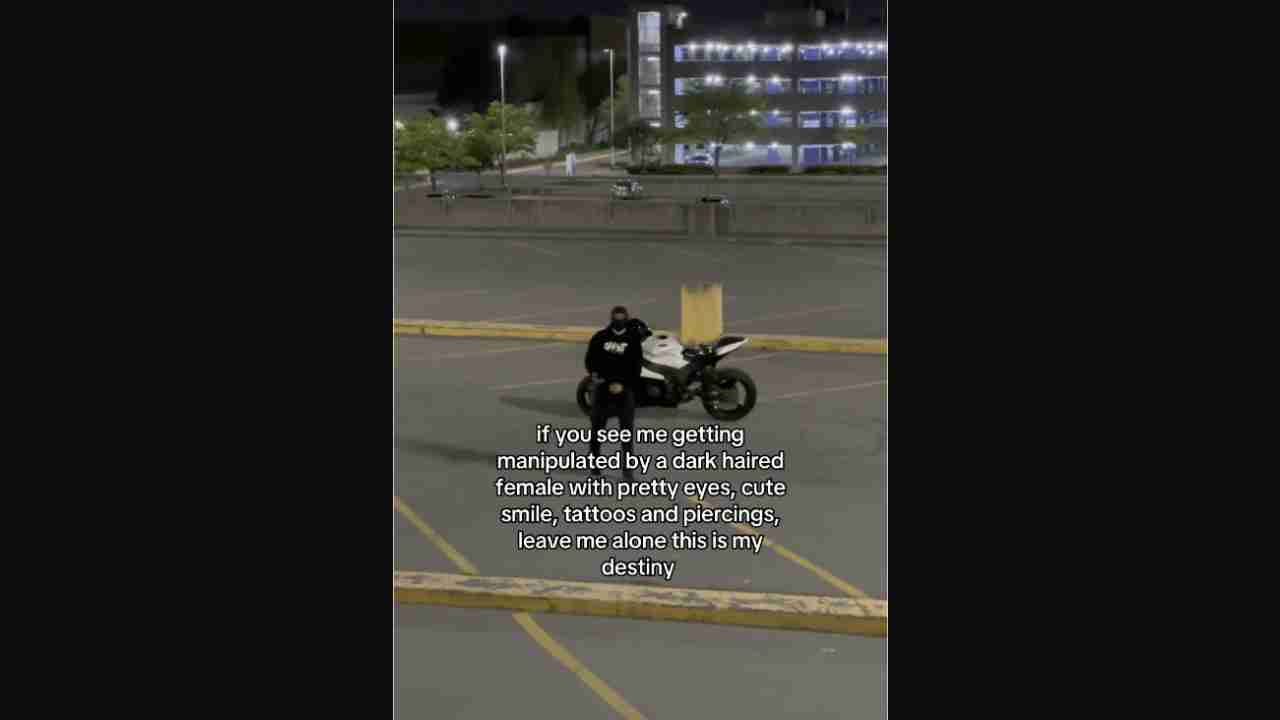 if you see me getting
manipulated by a dark haired
female with pretty eyes, cute
smile, tattoos and piercings,
leave me alone this is my
destiny